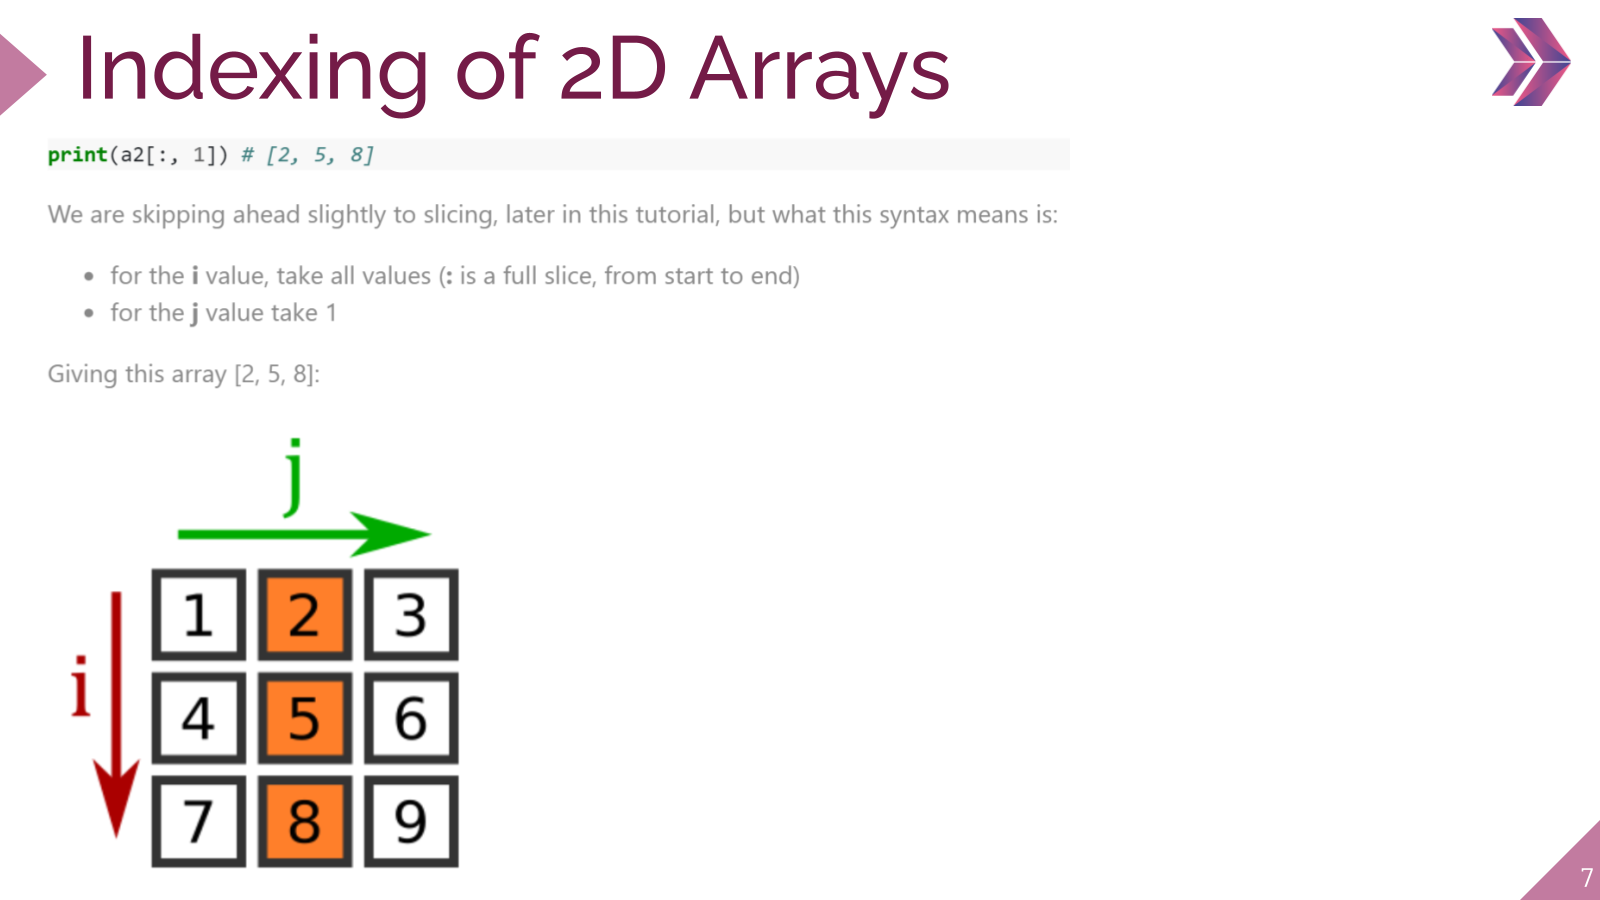 Indexing of 2D Arrays
print(a2[:, 1]) # [2, 5, 8]
We are skipping ahead slightly to slicing, later in this tutorial, but what this syntax means is:
• for the i value, take all values (: is a full slice, from start to end)
• for the j value take 1
Giving this array [2, 5, 8]:
j
i
1 2 3
4 5 6
7 8 9
7